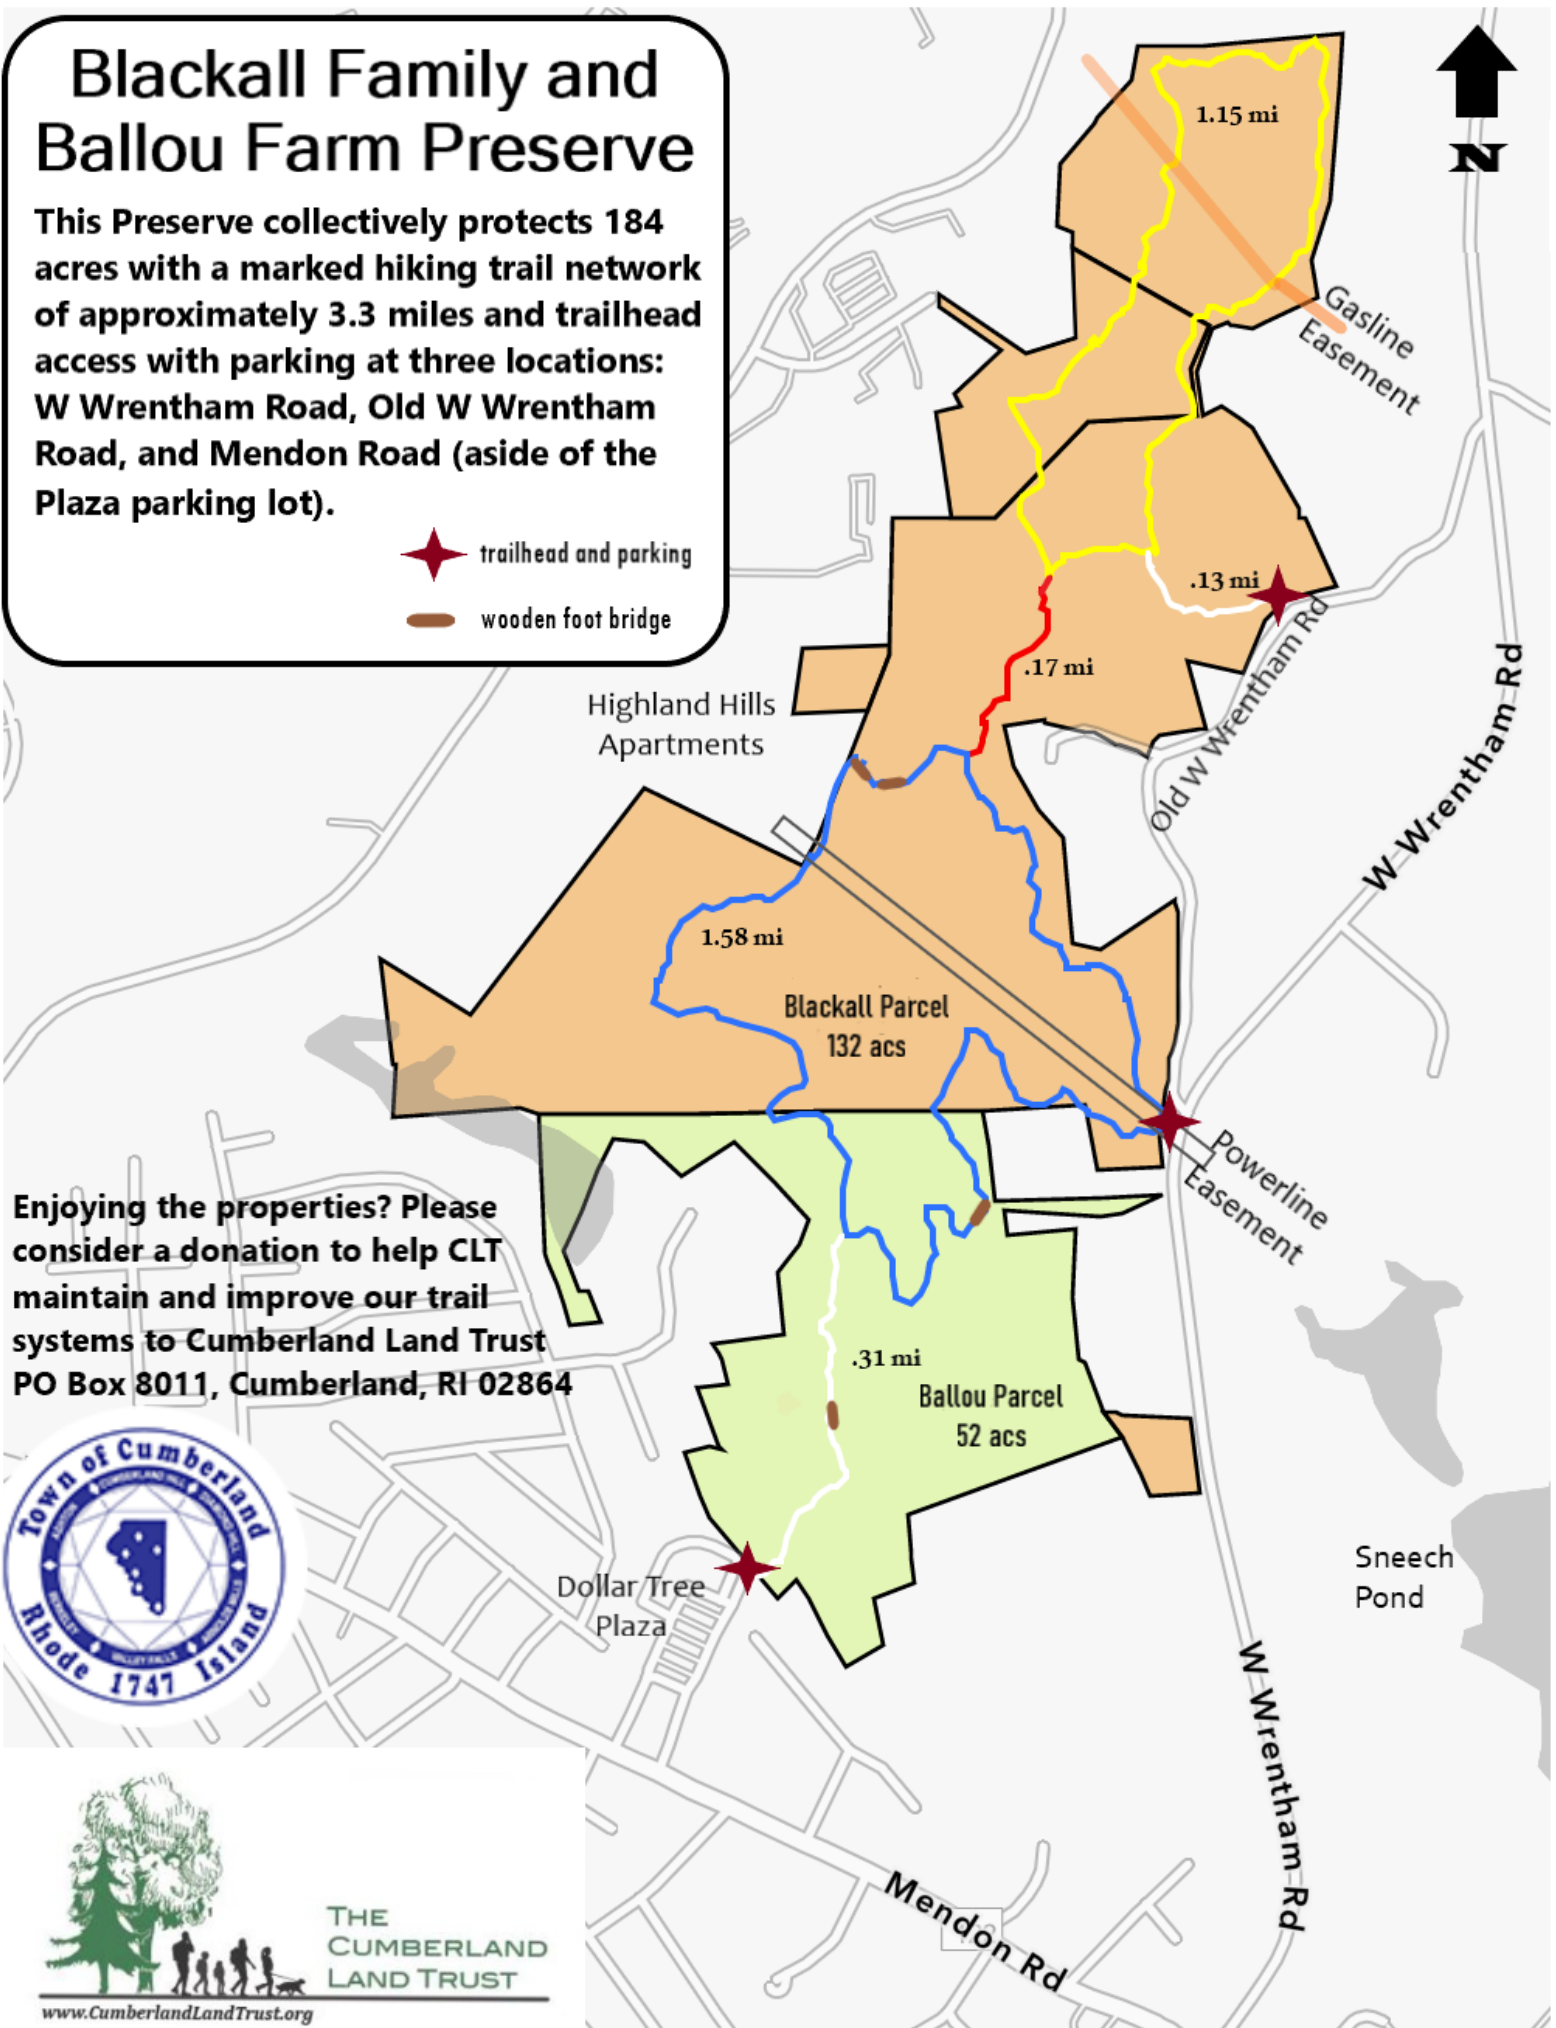 Blackall Family and
Ballou Farm Preserve
This Preserve collectively protects 184
acres with a marked hiking trail network
of approximately 3.3 miles and trailhead
access with parking at three locations:
W Wrentham Road, Old W Wrentham
Road, and Mendon Road (aside of the
Plaza parking lot).
trailhead and parking
wooden foot bridge
N
1.15 mi
Gasline
Easement
.13 mi
.17 mi
Old W Wrentham Rd
W Wrentham Rd
Highland Hills
Apartments
1.58 mi
Blackall Parcel
132 acs
Powerline
Easement
Enjoying the properties? Please
consider a donation to help CLT
maintain and improve our trail
systems to Cumberland Land Trust
PO Box 8011, Cumberland, RI 02864
.31 mi
Ballou Parcel
52 acs
Town of Cumberland
Rhode 1747 Island
Dollar Tree
Plaza
Sneech
Pond
W Wrentham Rd
Mendon Rd
THE
CUMBERLAND
LAND TRUST
www.CumberlandLandTrust.org